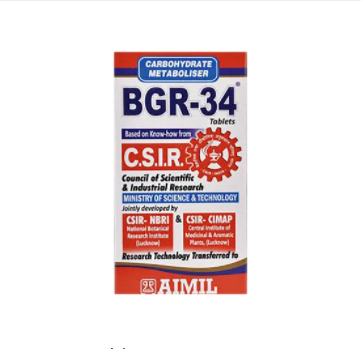 CARBOHYDRATE
METABOLISER
BGR-34®
Tablets
Based on Know-how from
C.S.I.R.
Council of Scientific
& Industrial Research
MINISTRY OF SCIENCE & TECHNOLOGY
Jointly developed by
CSIR- NBRI & CSIR- CIMAP
National Botanical
Research Institute
(Lucknow)
Central Institute of
Medicinal & Aromatic
Plants, (Lucknow)
Research Technology Transferred to
AIMIL